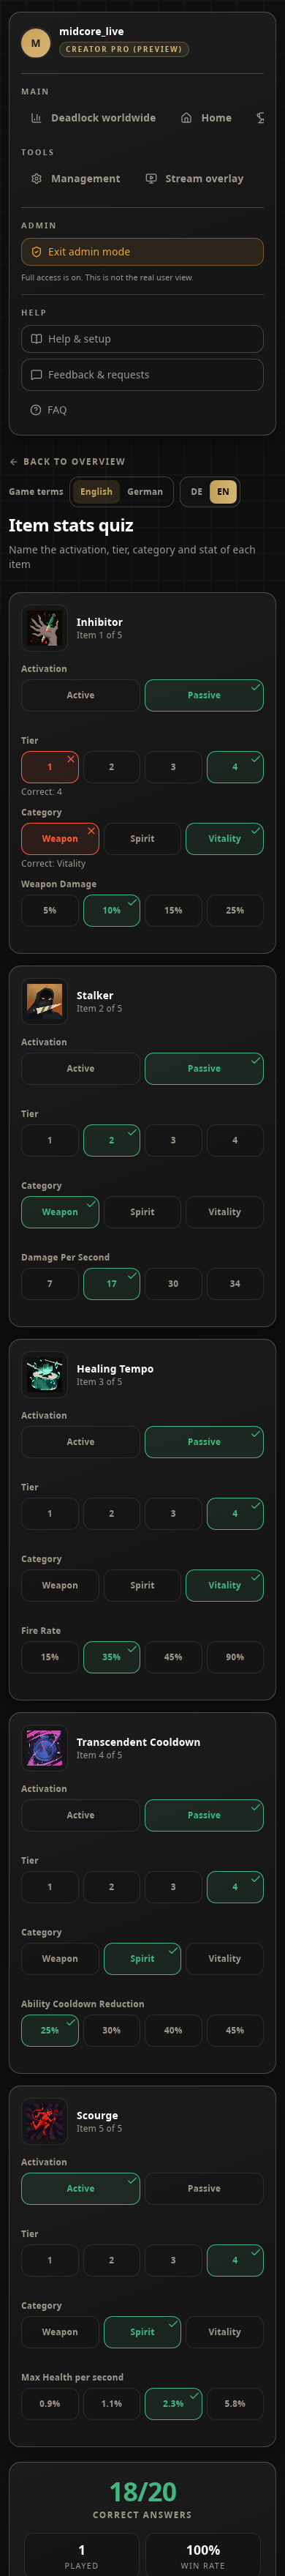 M
midcore_live
CREATOR PRO (PREVIEW)
MAIN
Deadlock worldwide
Home
TOOLS
Management
Stream overlay
ADMIN
Exit admin mode
Full access is on. This is not the real user view.
HELP
Help & setup
Feedback & requests
FAQ
BACK TO OVERVIEW
Game terms English German DE EN
Item stats quiz
Name the activation, tier, category and stat of each
item
Inhibitor
Item 1 of 5
Activation
Active Passive
Tier
1 2 3 4
Correct: 4
Category
Weapon Spirit Vitality
Correct: Vitality
Weapon Damage
5% 10% 15% 25%
Stalker
Item 2 of 5
Activation
Active Passive
Tier
1 2 3 4
Category
Weapon Spirit Vitality
Damage Per Second
7 17 30 34
Healing Tempo
Item 3 of 5
Activation
Active Passive
Tier
1 2 3 4
Category
Weapon Spirit Vitality
Fire Rate
15% 35% 45% 90%
Transcendent Cooldown
Item 4 of 5
Activation
Active Passive
Tier
1 2 3 4
Category
Weapon Spirit Vitality
Ability Cooldown Reduction
25% 30% 40% 45%
Scourge
Item 5 of 5
Activation
Active Passive
Tier
1 2 3 4
Category
Weapon Spirit Vitality
Max Health per second
0.9% 1.1% 2.3% 5.8%
18/20
CORRECT ANSWERS
1 100%
PLAYED WIN RATE